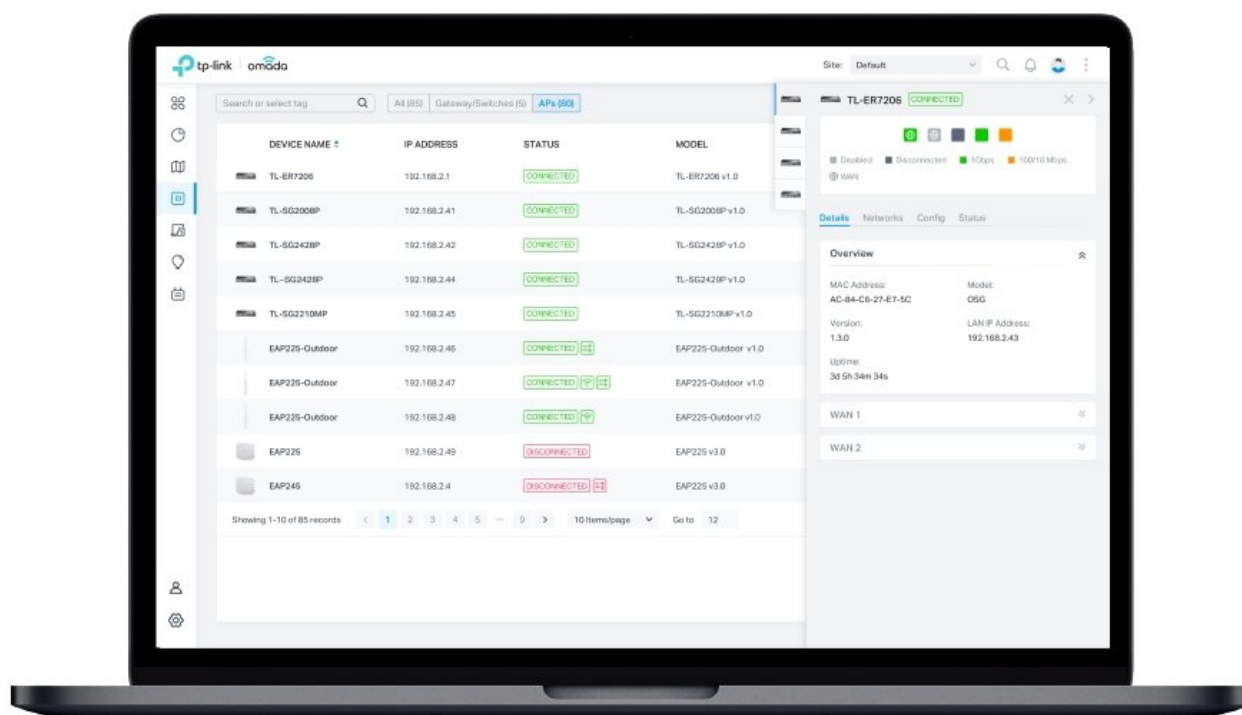 tp-link omada
Site: Default
Search or select tag All (85) Gateway/Switches (5) APs (80)
TL-ER7206 CONNECTED
Disabled Disconnected 1Gbps 100/10 Mbps
WAN
DEVICE NAME IP ADDRESS STATUS MODEL
TL-ER7206 192.168.2.1 CONNECTED TL-ER7206 v1.0
TL-SG2008P 192.168.2.41 CONNECTED TL-SG2008P v1.0
TL-SG2428P 192.168.2.42 CONNECTED TL-SG2428P v1.0
TL-SG2428P 192.168.2.44 CONNECTED TL-SG2429P v1.0
TL-SG2210MP 192.168.2.45 CONNECTED TL-SG2210MP v1.0
EAP225-Outdoor 192.168.2.46 CONNECTED EAP225-Outdoor v1.0
EAP225-Outdoor 192.168.2.47 CONNECTED EAP225-Outdoor v1.0
EAP225-Outdoor 192.168.2.48 CONNECTED EAP225-Outdoor v1.0
EAP225 192.168.2.49 DISCONNECTED EAP225 v3.0
EAP245 192.168.2.4 DISCONNECTED EAP225 v3.0
Showing 1-10 of 85 records < 1 2 3 4 5 ... 9 > 10 Items/page Go to 12
Details Networks Config Status
Overview
MAC Address: Model:
AC-84-C6-27-E7-5C OSG
Version: LAN IP Address:
1.3.0 192.168.2.43
Uptime:
3d 5h 34m 34s
WAN 1
WAN 2